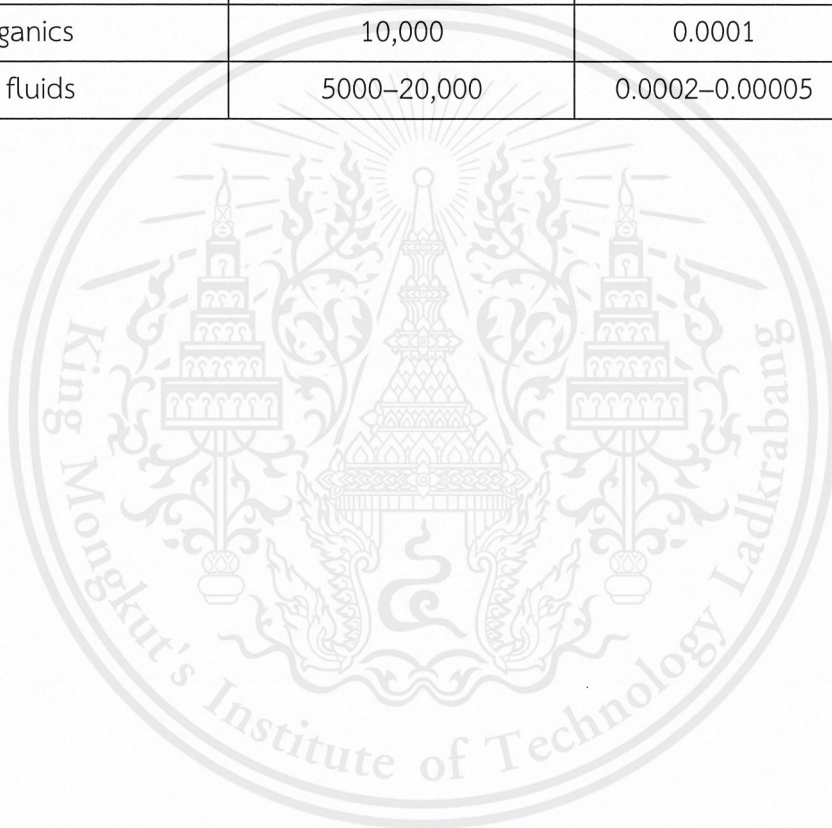 ganics 10,000 0.0001
fluids 5000–20,000 0.0002–0.00005
King Mongkut's Institute of Technology Ladkrabang